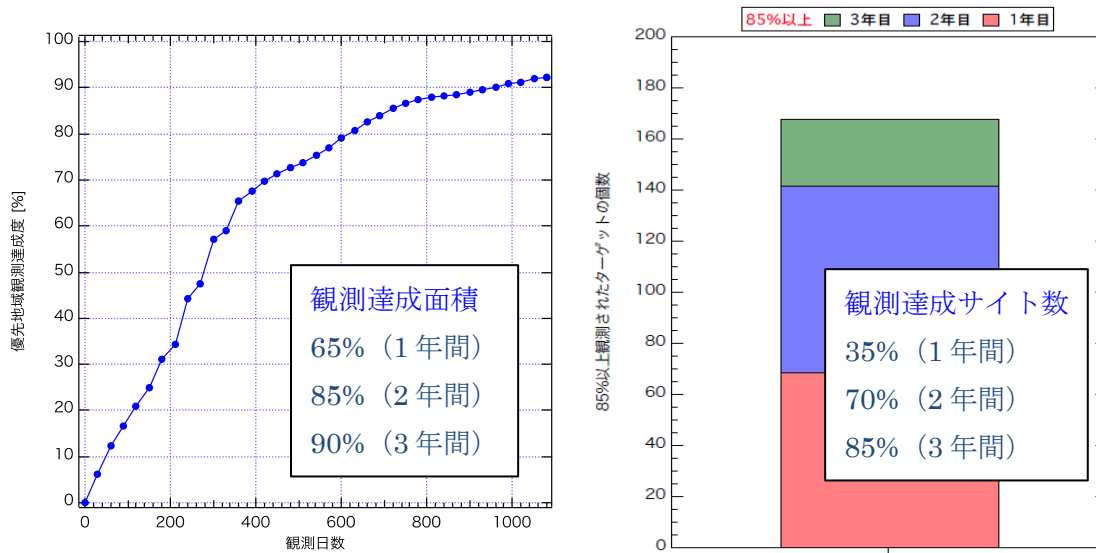 優先地域観測達成度 [%]
100
90
80
70
60
50
40
30
20
10
0
0 200 400 600 800 1000
観測日数
観測達成面積
65%（1 年間）
85%（2 年間）
90%（3 年間）
85%以上 3年目 2年目 1年目
85%以上観測されたターゲットの個数
200
180
160
140
120
100
80
60
40
20
0
観測達成サイト数
35%（1 年間）
70%（2 年間）
85%（3 年間）